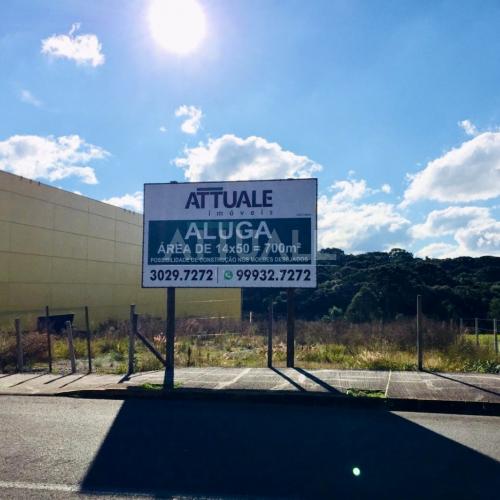 ATTUALE
imóveis
ALUGA
ÁREA DE 14x50 = 700m²
POSSIBILIDADE DE CONSTRUÇÃO NOS MOLDES DESEJADOS
3029.7272 99932.7272